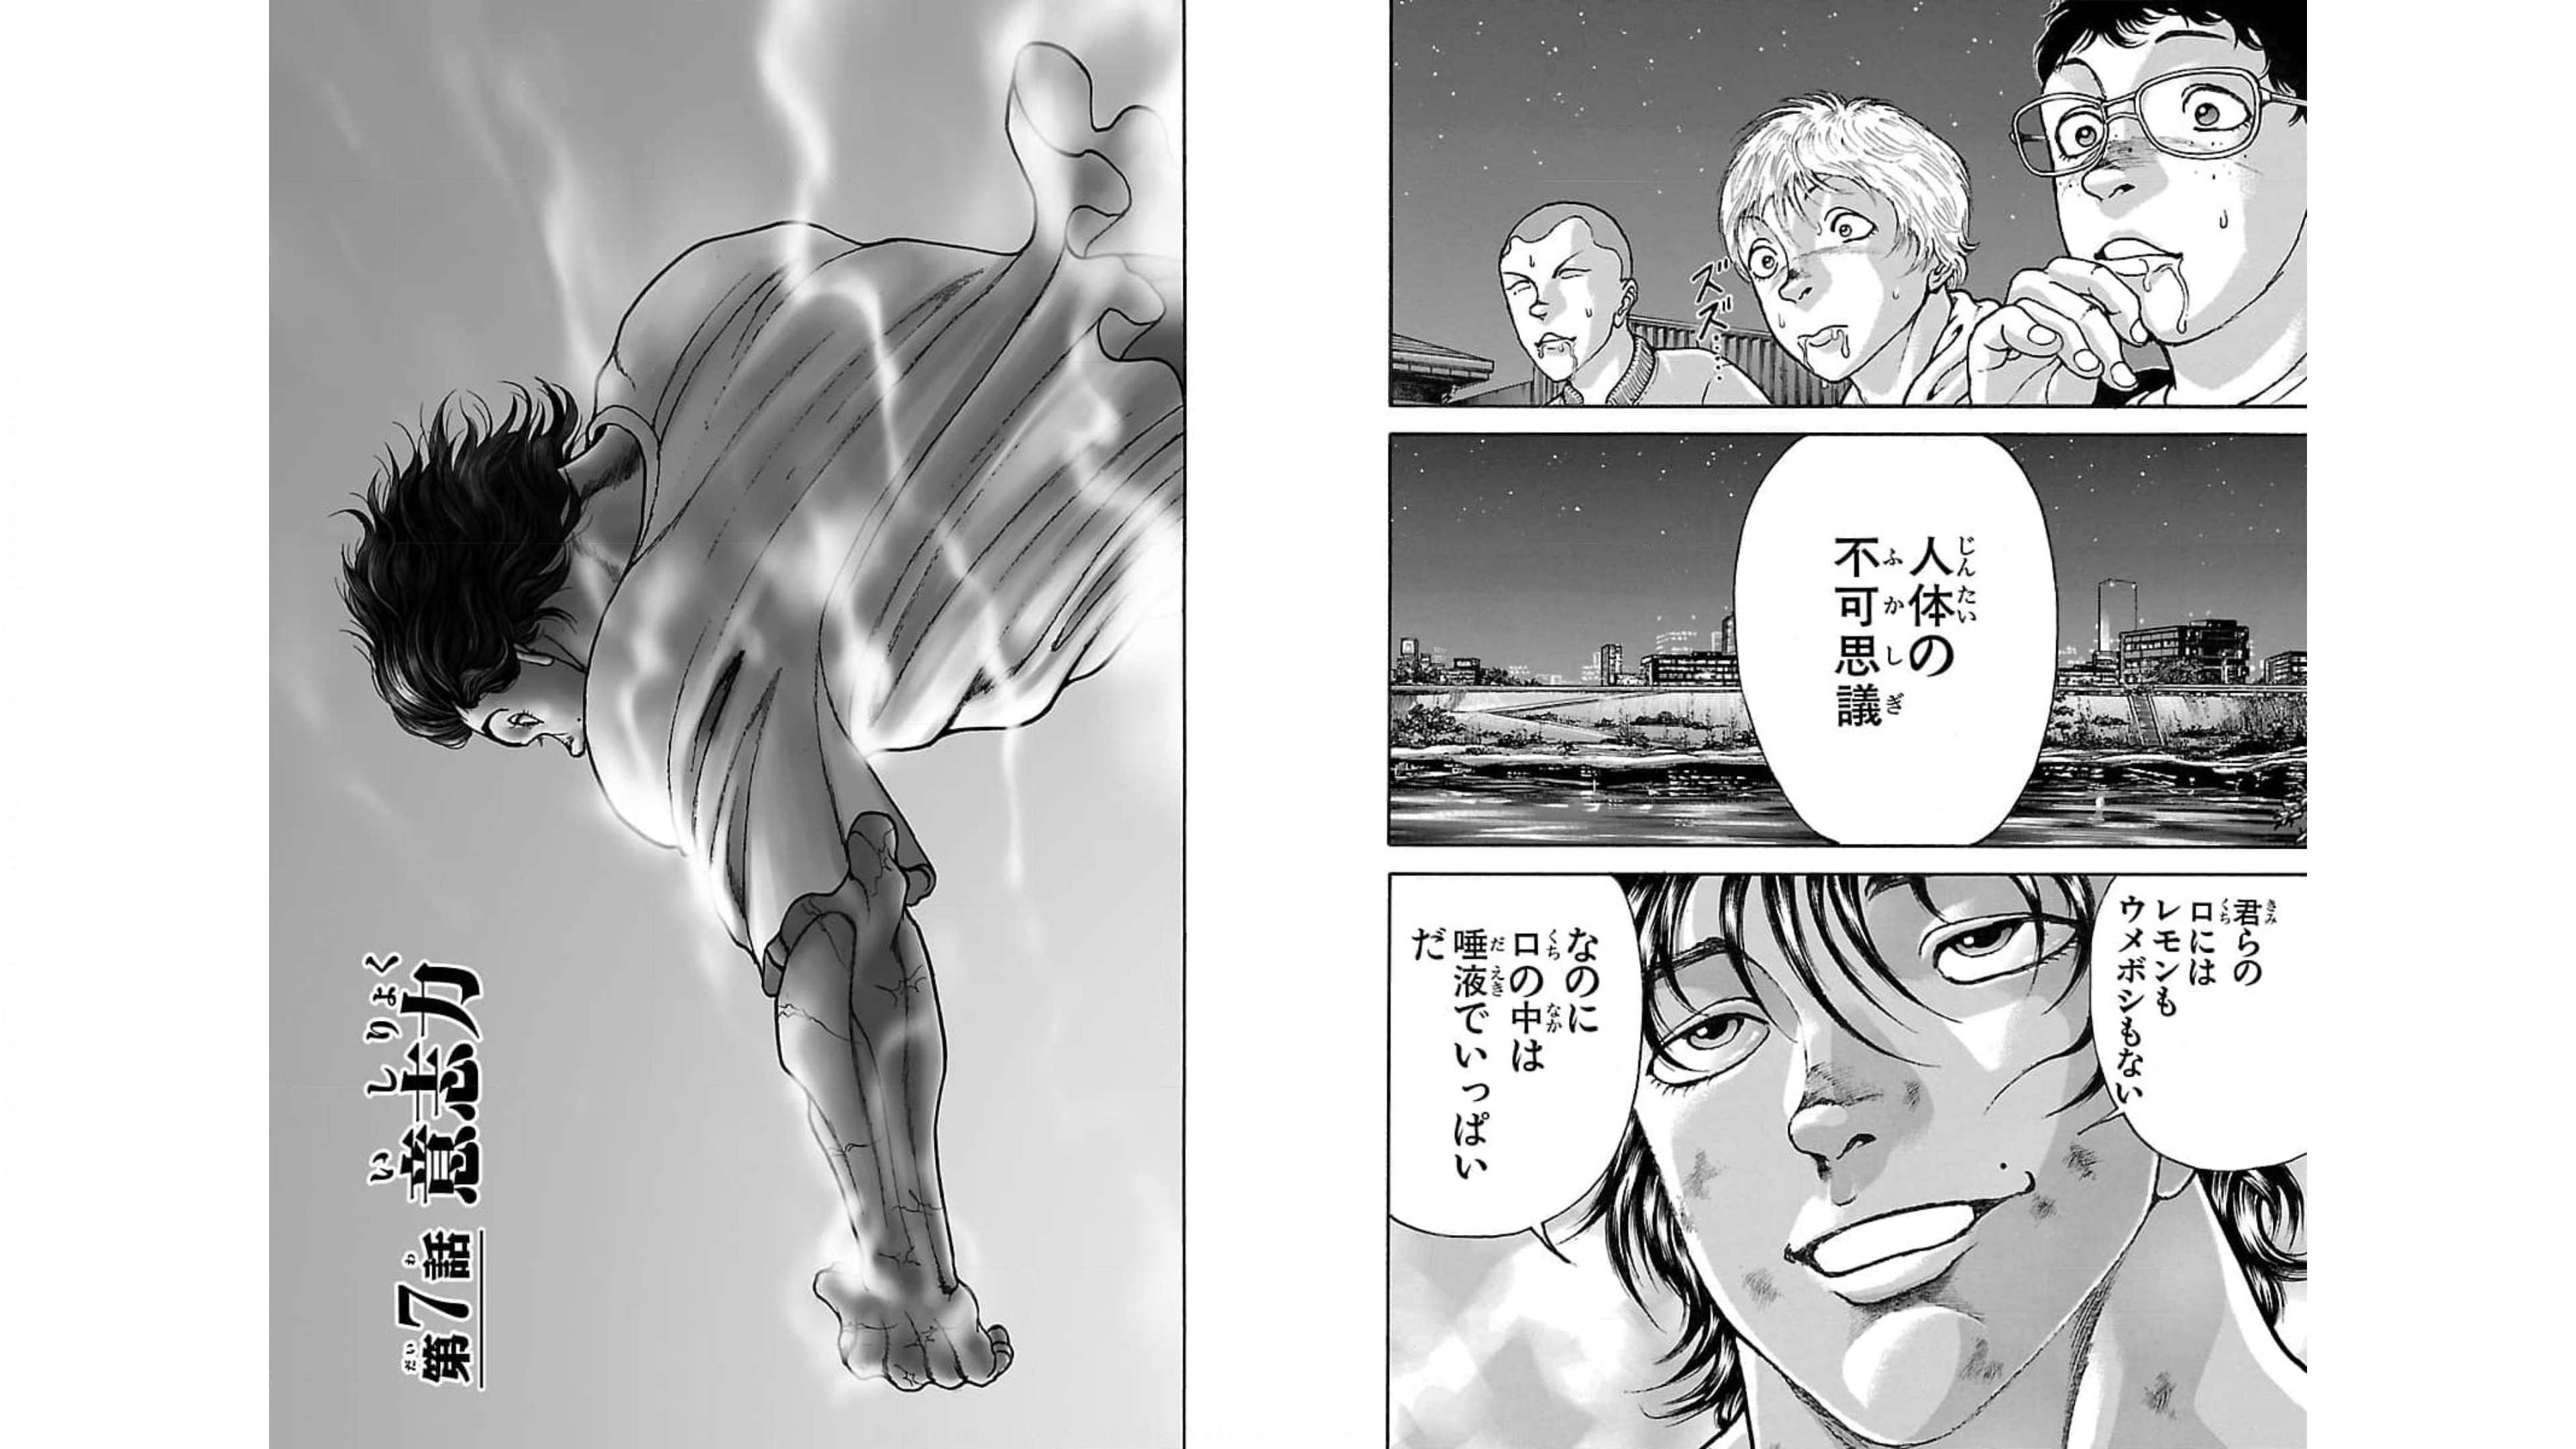 ズズ……
人体の
不可思議
君らの
口には
レモンも
ウメボシもない
なのに
口の中は
唾液でいっぱい
だ
第7話 意志力